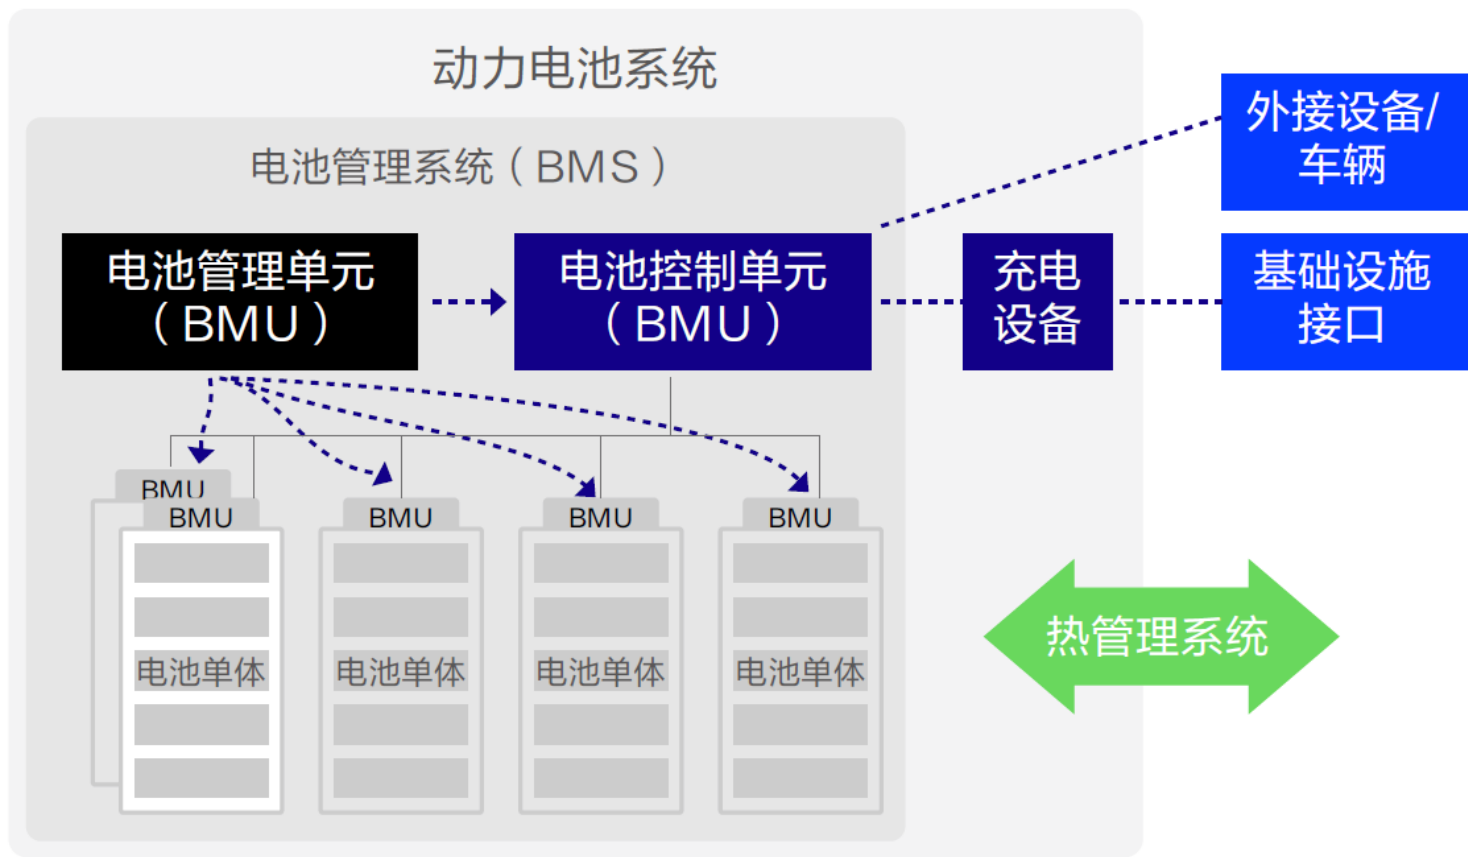 动力电池系统
电池管理系统（BMS）
外接设备/
车辆
电池管理单元
（BMU）
电池控制单元
（BMU）
充电
设备
基础设施
接口
BMU
BMU
BMU
BMU
BMU
电池单体
电池单体
电池单体
电池单体
热管理系统